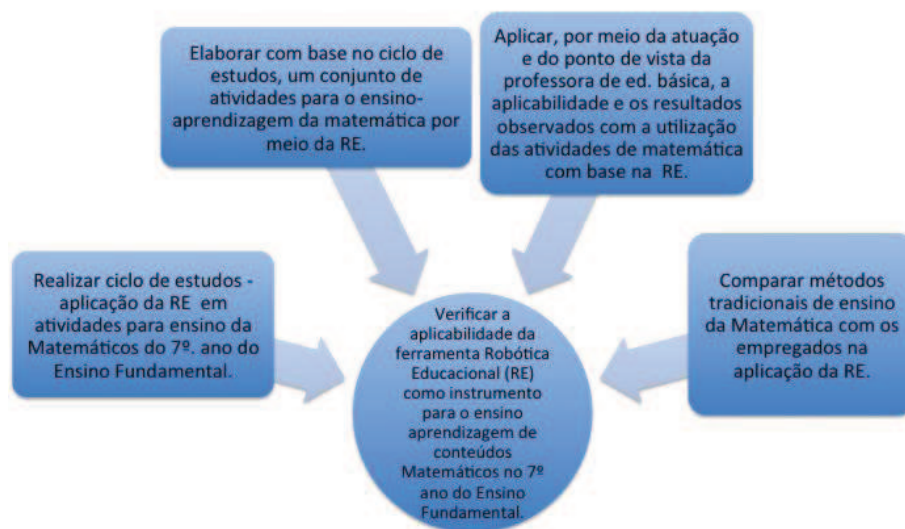 Elaborar com base no ciclo de
estudos, um conjunto de
atividades para o ensino-
aprendizagem da matemática por
meio da RE.
Aplicar, por meio da atuação
e do ponto de vista da
professora de ed. básica, a
aplicabilidade e os resultados
observados com a utilização
das atividades de matemática
com base na RE.
Realizar ciclo de estudos -
aplicação da RE em
atividades para ensino da
Matemáticos do 7º. ano do
Ensino Fundamental.
Comparar métodos
tradicionais de ensino
da Matemática com os
empregados na
aplicação da RE.
Verificar a
aplicabilidade da
ferramenta Robótica
Educacional (RE)
como instrumento
para o ensino
aprendizagem de
conteúdos
Matemáticos no 7º
ano do Ensino
Fundamental.